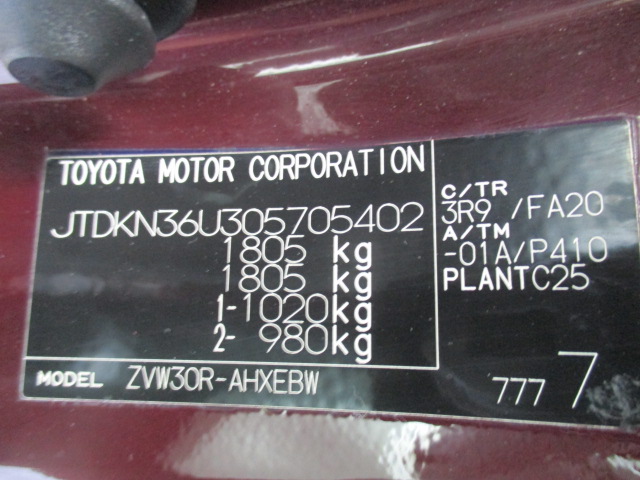 TOYOTA MOTOR CORPORATION
JTDKN36U305705402
1805 kg
1805 kg
1-1020kg
2- 980kg
MODEL ZVW30R-AHXEBW
C/TR
3R9 /FA20
A/TM
-01A/P410
PLANTC25
777 7